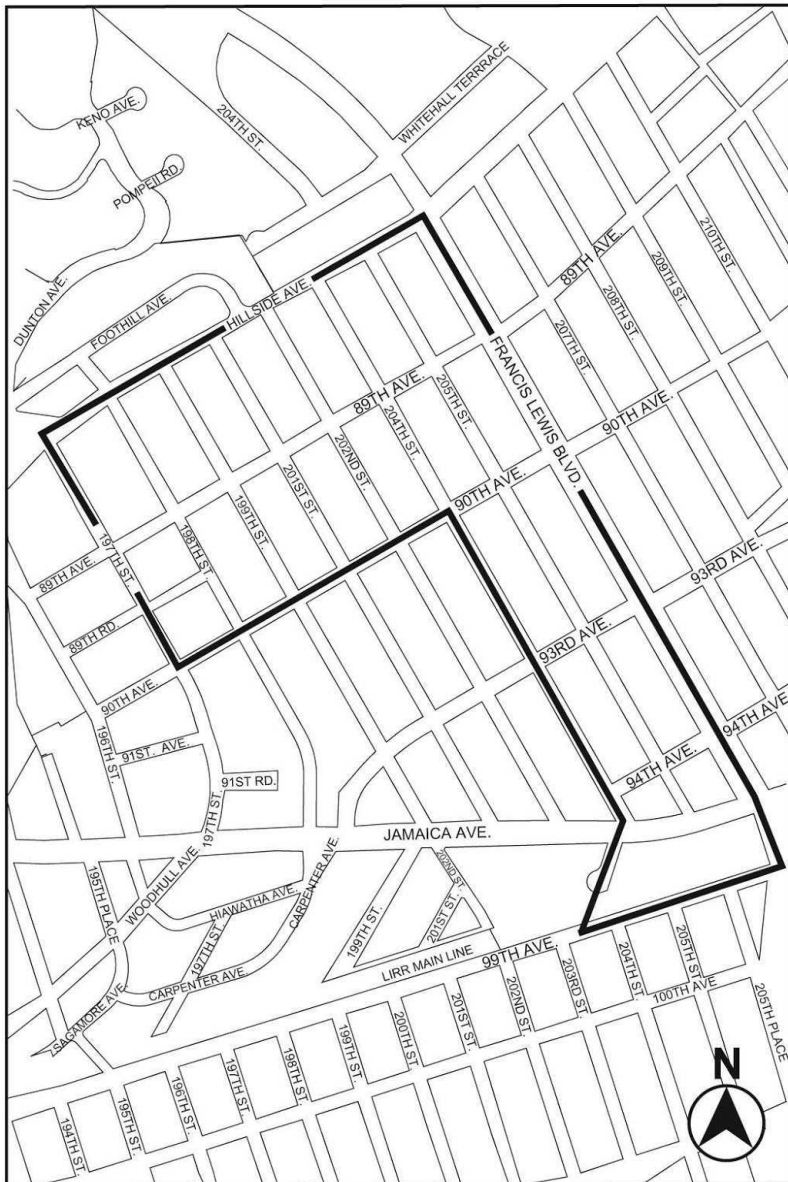 KENO AVE.
204TH ST.
WHITEHALL TERRRACE
POMPEII RD.
DUNTON AVE.
FOOTHILL AVE.
HILLSIDE AVE.
89TH AVE.
210TH ST.
209TH ST.
208TH ST.
207TH ST.
FRANCIS LEWIS BLVD.
89TH AVE.
205TH ST.
204TH ST.
202ND ST.
201ST ST.
199TH ST.
198TH ST.
197TH ST.
90TH AVE.
90TH AVE.
89TH AVE.
89TH RD.
90TH AVE.
93RD AVE.
93RD AVE.
94TH AVE.
94TH AVE.
196TH ST.
91ST. AVE.
91ST RD.
197TH ST.
JAMAICA AVE.
WOODHULL AVE.
195TH PLACE
HIAWATHA AVE.
CARPENTER AVE.
202ND ST.
201ST ST.
199TH ST.
197TH ST.
CARPENTER AVE
SAGAMORE AVE.
LIRR MAIN LINE
99TH AVE.
205TH ST.
204TH ST.
203RD ST.
202ND ST.
201ST ST.
200TH ST.
199TH ST.
198TH ST.
197TH ST.
196TH ST.
195TH ST.
194TH ST.
100TH AVE
205TH PLACE
N